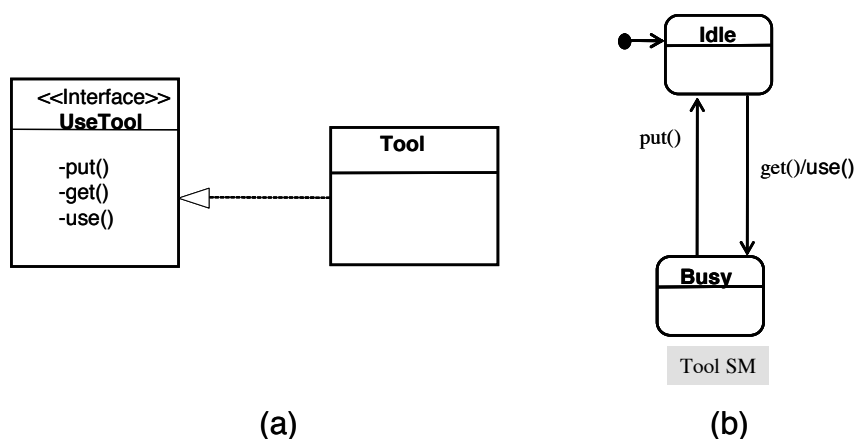 <<Interface>>
UseTool
-put()
-get()
-use()
Tool
(a)
Idle
put()
get()/use()
Busy
Tool SM
(b)